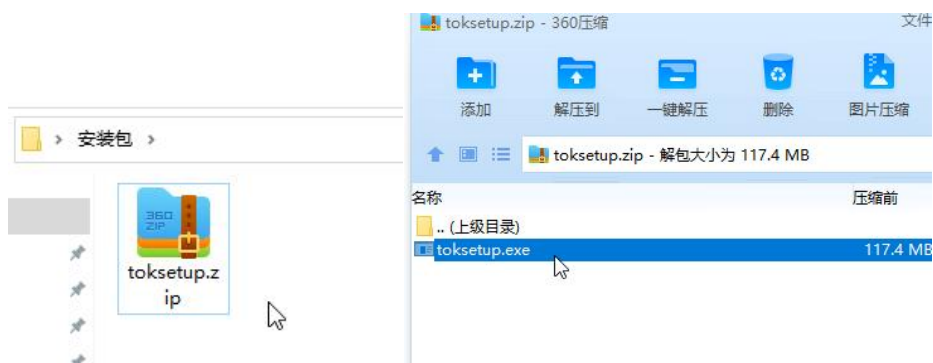 安装包
360
ZIP
toksetup.z
ip
toksetup.zip - 360压缩
文件
添加
解压到
一键解压
删除
图片压缩
toksetup.zip - 解包大小为 117.4 MB
名称
压缩前
.. (上级目录)
toksetup.exe
117.4 MB